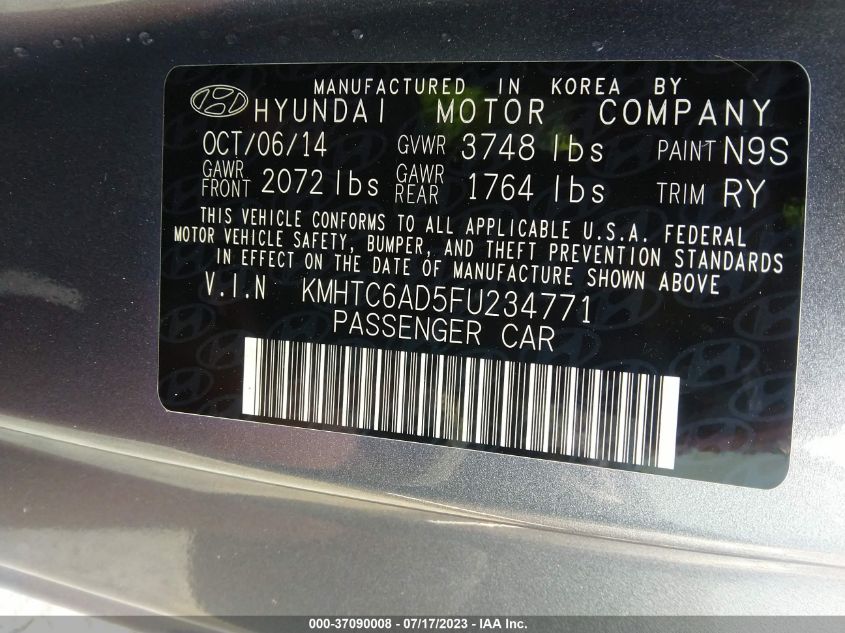 MANUFACTURED IN KOREA BY
HYUNDAI MOTOR COMPANY
OCT/06/14 GVWR 3748 lbs PAINT N9S
GAWR FRONT 2072 lbs GAWR REAR 1764 lbs TRIM RY
THIS VEHICLE CONFORMS TO ALL APPLICABLE U.S.A. FEDERAL
MOTOR VEHICLE SAFETY, BUMPER, AND THEFT PREVENTION STANDARDS
IN EFFECT ON THE DATE OF MANUFACTURE SHOWN ABOVE
V.I.N KMHTC6AD5FU234771
PASSENGER CAR
000-37090008 - 07/17/2023 - IAA Inc.